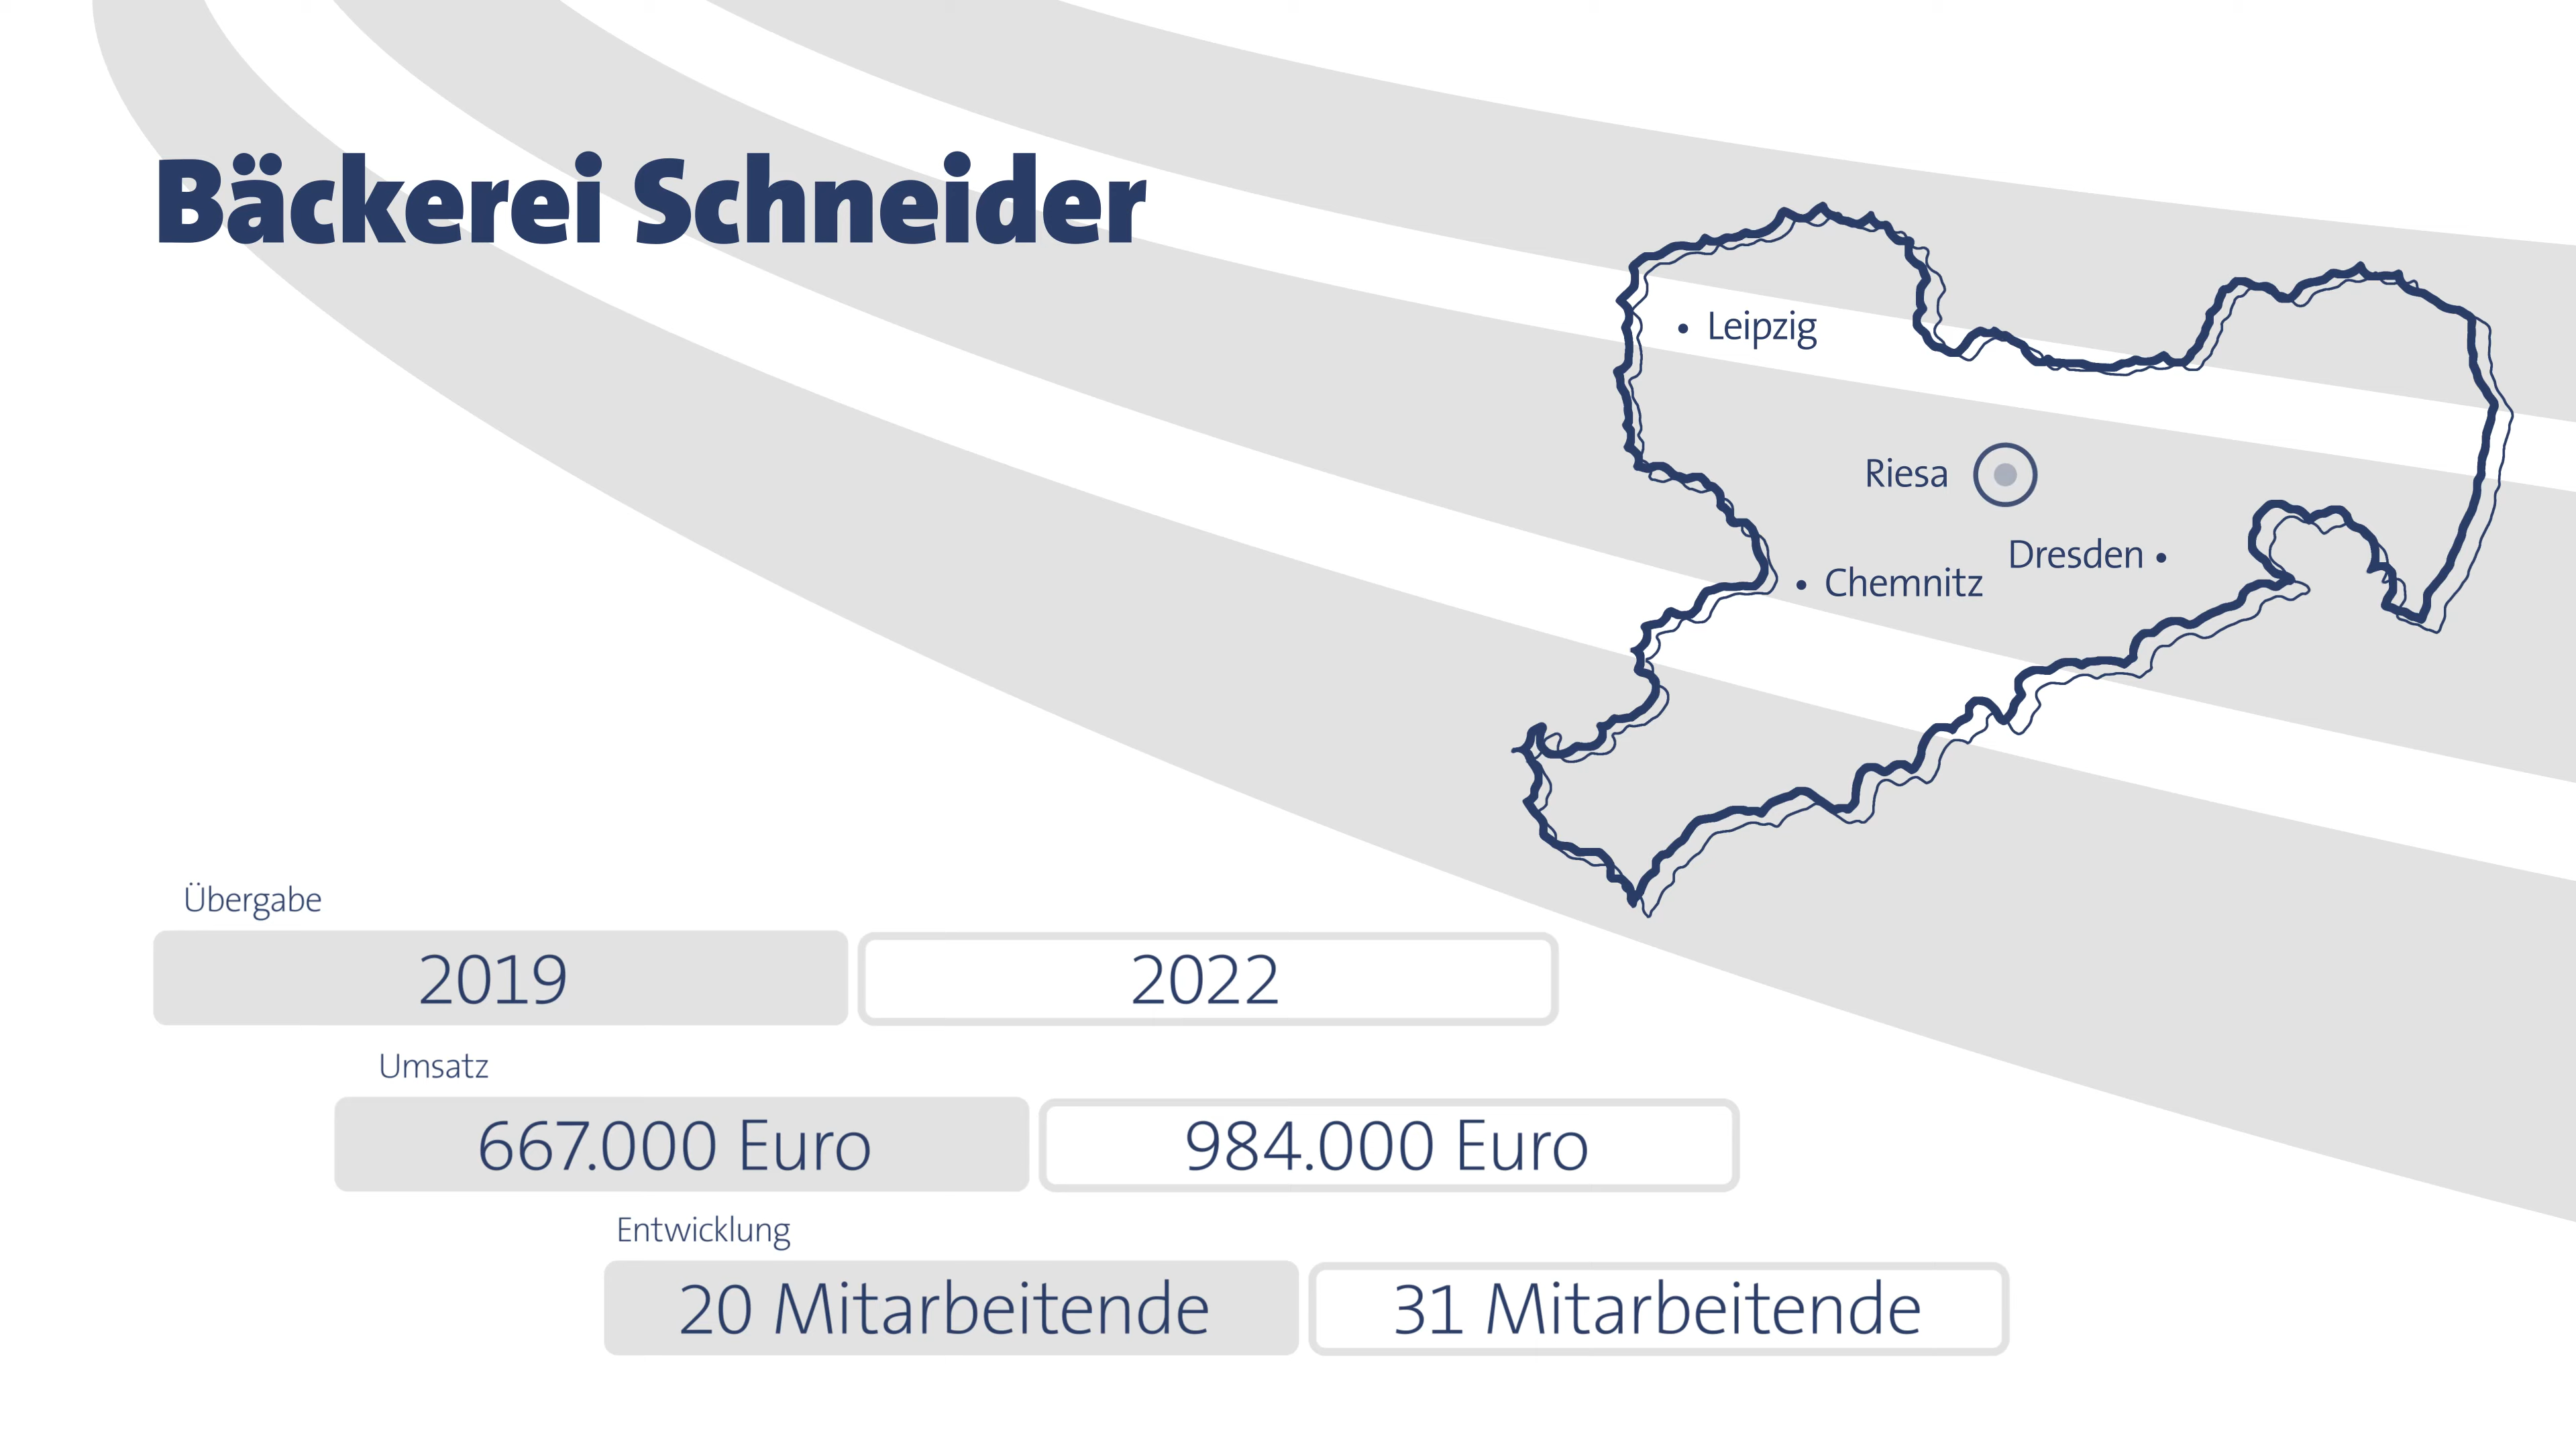 Bäckerei Schneider
Leipzig
Riesa
Dresden
Chemnitz
Übergabe
2019 2022
Umsatz
667.000 Euro 984.000 Euro
Entwicklung
20 Mitarbeitende 31 Mitarbeitende